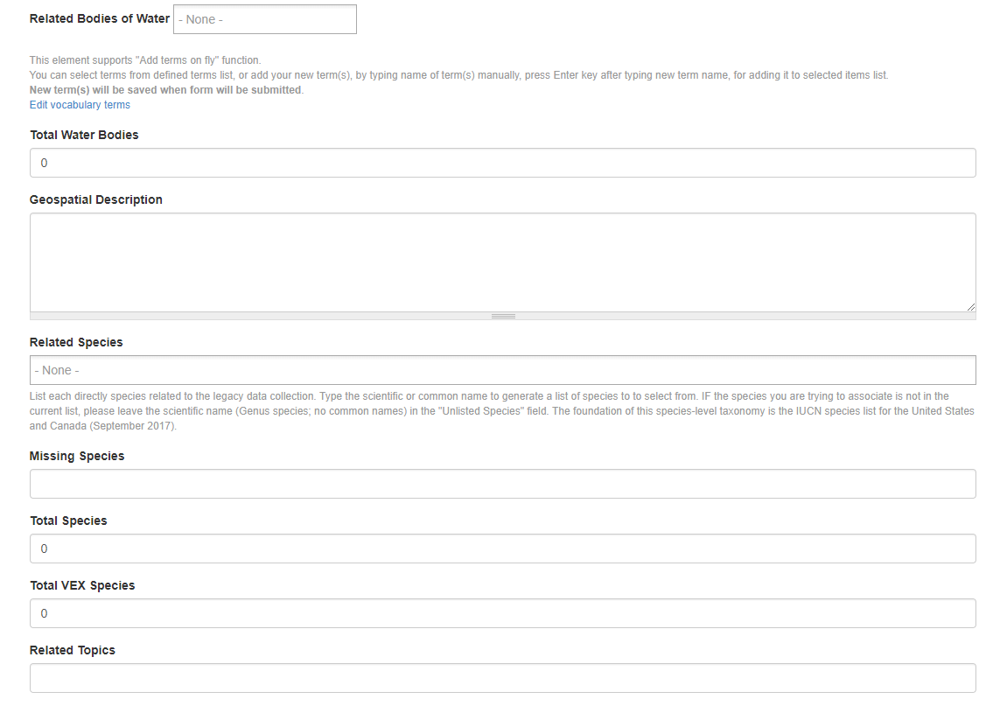 Related Bodies of Water - None -
This element supports "Add terms on fly" function.
You can select terms from defined terms list, or add your new term(s), by typing name of term(s) manually, press Enter key after typing new term name, for adding it to selected items list.
New term(s) will be saved when form will be submitted.
Edit vocabulary terms
Total Water Bodies
0
Geospatial Description
Related Species
- None -
List each directly species related to the legacy data collection. Type the scientific or common name to generate a list of species to to select from. IF the species you are trying to associate is not in the
current list, please leave the scientific name (Genus species; no common names) in the "Unlisted Species" field. The foundation of this species-level taxonomy is the IUCN species list for the United States
and Canada (September 2017).
Missing Species
Total Species
0
Total VEX Species
0
Related Topics